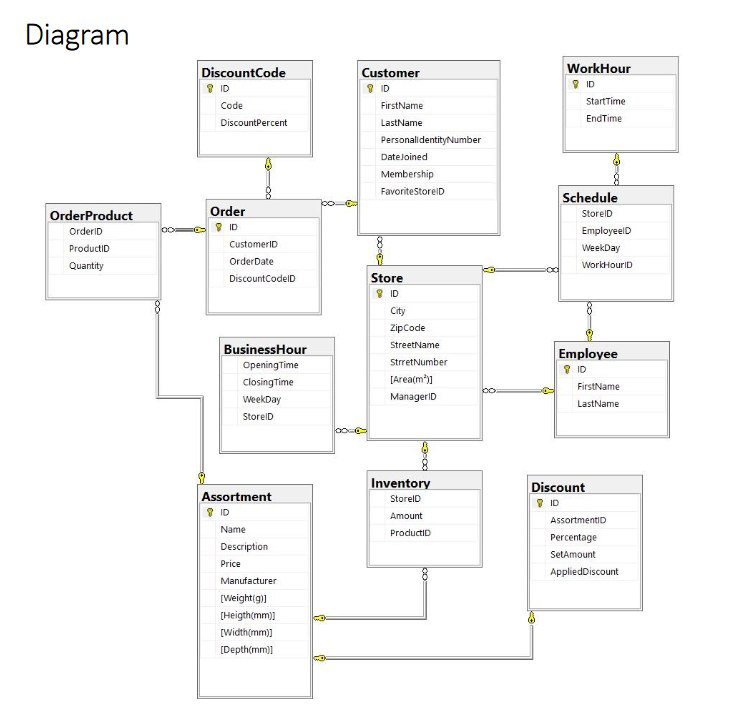 Diagram
DiscountCode
ID
Code
DiscountPercent
Customer
ID
FirstName
LastName
PersonalIdentityNumber
DateJoined
Membership
FavoriteStoreID
WorkHour
ID
StartTime
EndTime
OrderProduct
OrderID
ProductID
Quantity
Order
ID
CustomerID
OrderDate
DiscountCodeID
Schedule
StoreID
EmployeeID
WeekDay
WorkHourID
Store
ID
City
ZipCode
StreetName
StrretNumber
[Area(m²)]
ManagerID
BusinessHour
OpeningTime
ClosingTime
WeekDay
StoreID
Employee
ID
FirstName
LastName
Assortment
ID
Name
Description
Price
Manufacturer
[Weight(g)]
[Heigth(mm)]
[Width(mm)]
[Depth(mm)]
Inventory
StoreID
Amount
ProductID
Discount
ID
AssortmentID
Percentage
SetAmount
AppliedDiscount